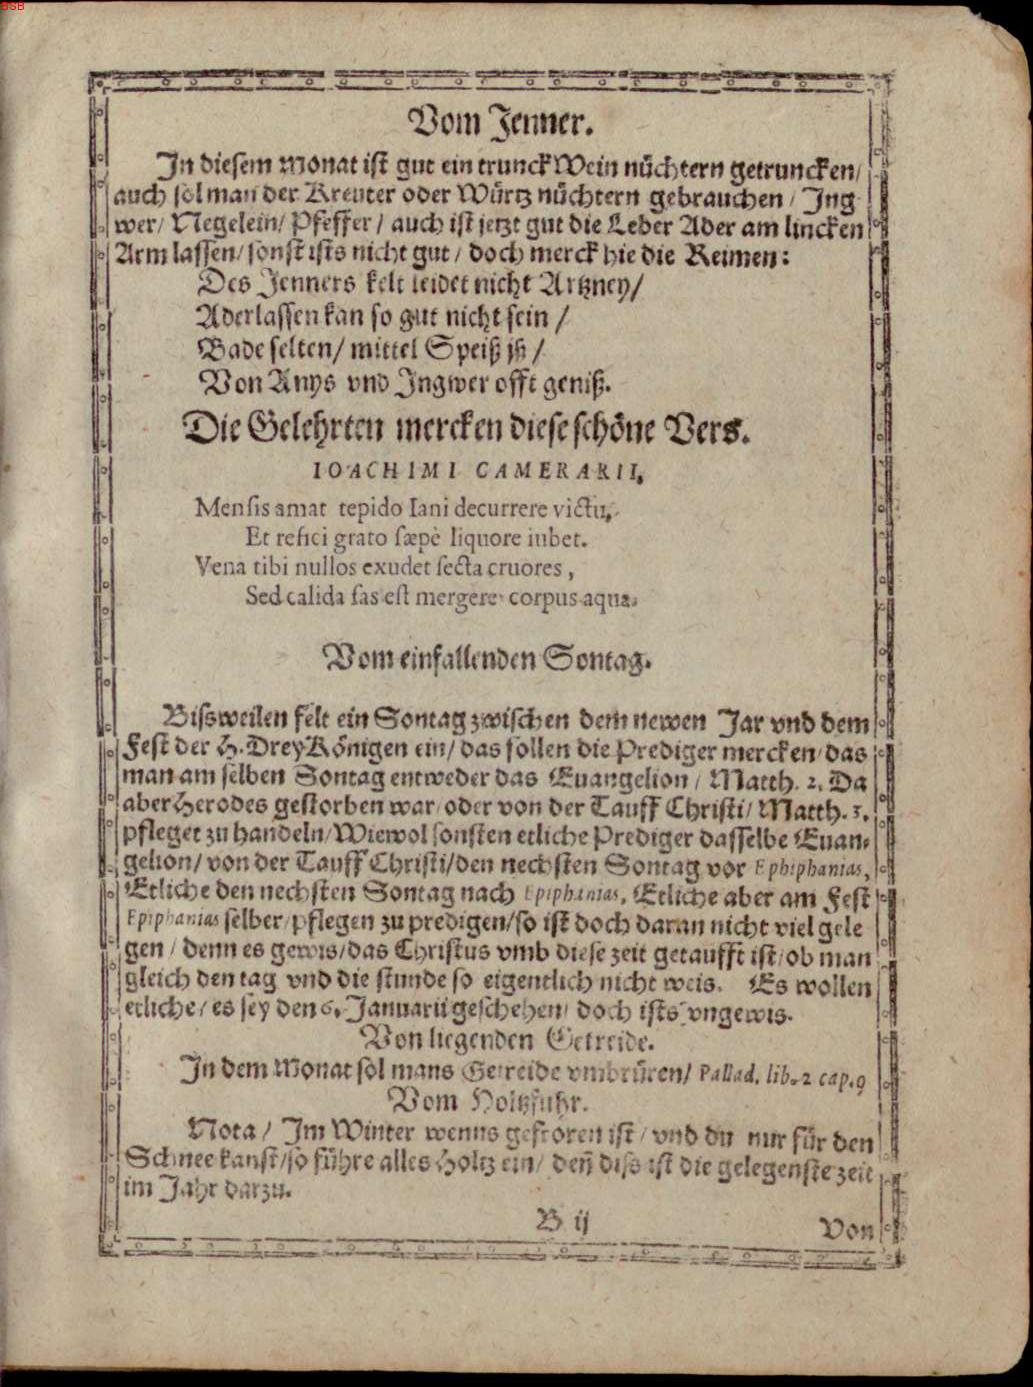 BSB
Vom Jenner.
In diesem Monat ist gut ein trunck Wein nüchtern getruncken/
auch sol man der Kreuter oder Würtz nüchtern gebrauchen / Ing
wer/ Negelein/ Pfeffer / auch ist jetzt gut die Leber Ader am lincken
Arm lassen/ sonst ists nicht gut / doch merck hie die Reimen:
Des Jenners kelt leidet nicht Artzney/
Aderlassen kan so gut nicht sein /
Bade selten/ mittel Speiß jß /
Von Anys vnd Ingwer offt geniß.
Die Gelehrten mercken diese schöne Vers.
IOACHIMI CAMERARII,
Mensis amat tepido Iani decurrere victu,
Et refici grato sæpè liquore iubet.
Vena tibi nullos exudet secta cruores,
Sed calida fas est mergere corpus aqua.
Vom einfallenden Sontag.
Bissweilen felt ein Sontag zwischen dem newen Jar vnd dem
Fest der H. Drey Königen ein/ das sollen die Prediger mercken/ das
man am selben Sontag entweder das Euangelion / Matth. 2. Da
aber Herodes gestorben war/ oder von der Tauff Christi/ Matth. 3.
pfleget zu handeln/ Wiewol sonsten etliche Prediger dasselbe Euan-
gelion/ von der Tauff Christi/ den nechsten Sontag vor Ephiphanias,
Etliche den nechsten Sontag nach Epiphanias, Etliche aber am Fest
Epiphanias selber/ pflegen zu predigen/ so ist doch daran nicht viel gele
gen / denn es gewis/ das Christus vmb diese zeit getaufft ist/ ob man
gleich den tag vnd die stunde so eigentlich nicht weis. Es wollen
etliche/ es sey den 6. Januarii geschehen/ doch ists vngewis.
Von liegenden Getreide.
In dem Monat sol mans Getreide vmbrüren/ Pallad. lib. 2 cap. 9
Vom Holtzfuhr.
Nota / Im Winter wenns gefroren ist / vnd du nur für den
Schnee kanst/ so führe alles Holtz ein/ deñ diss ist die gelegenste zeit
im Jahr darzu.
B ij
Von